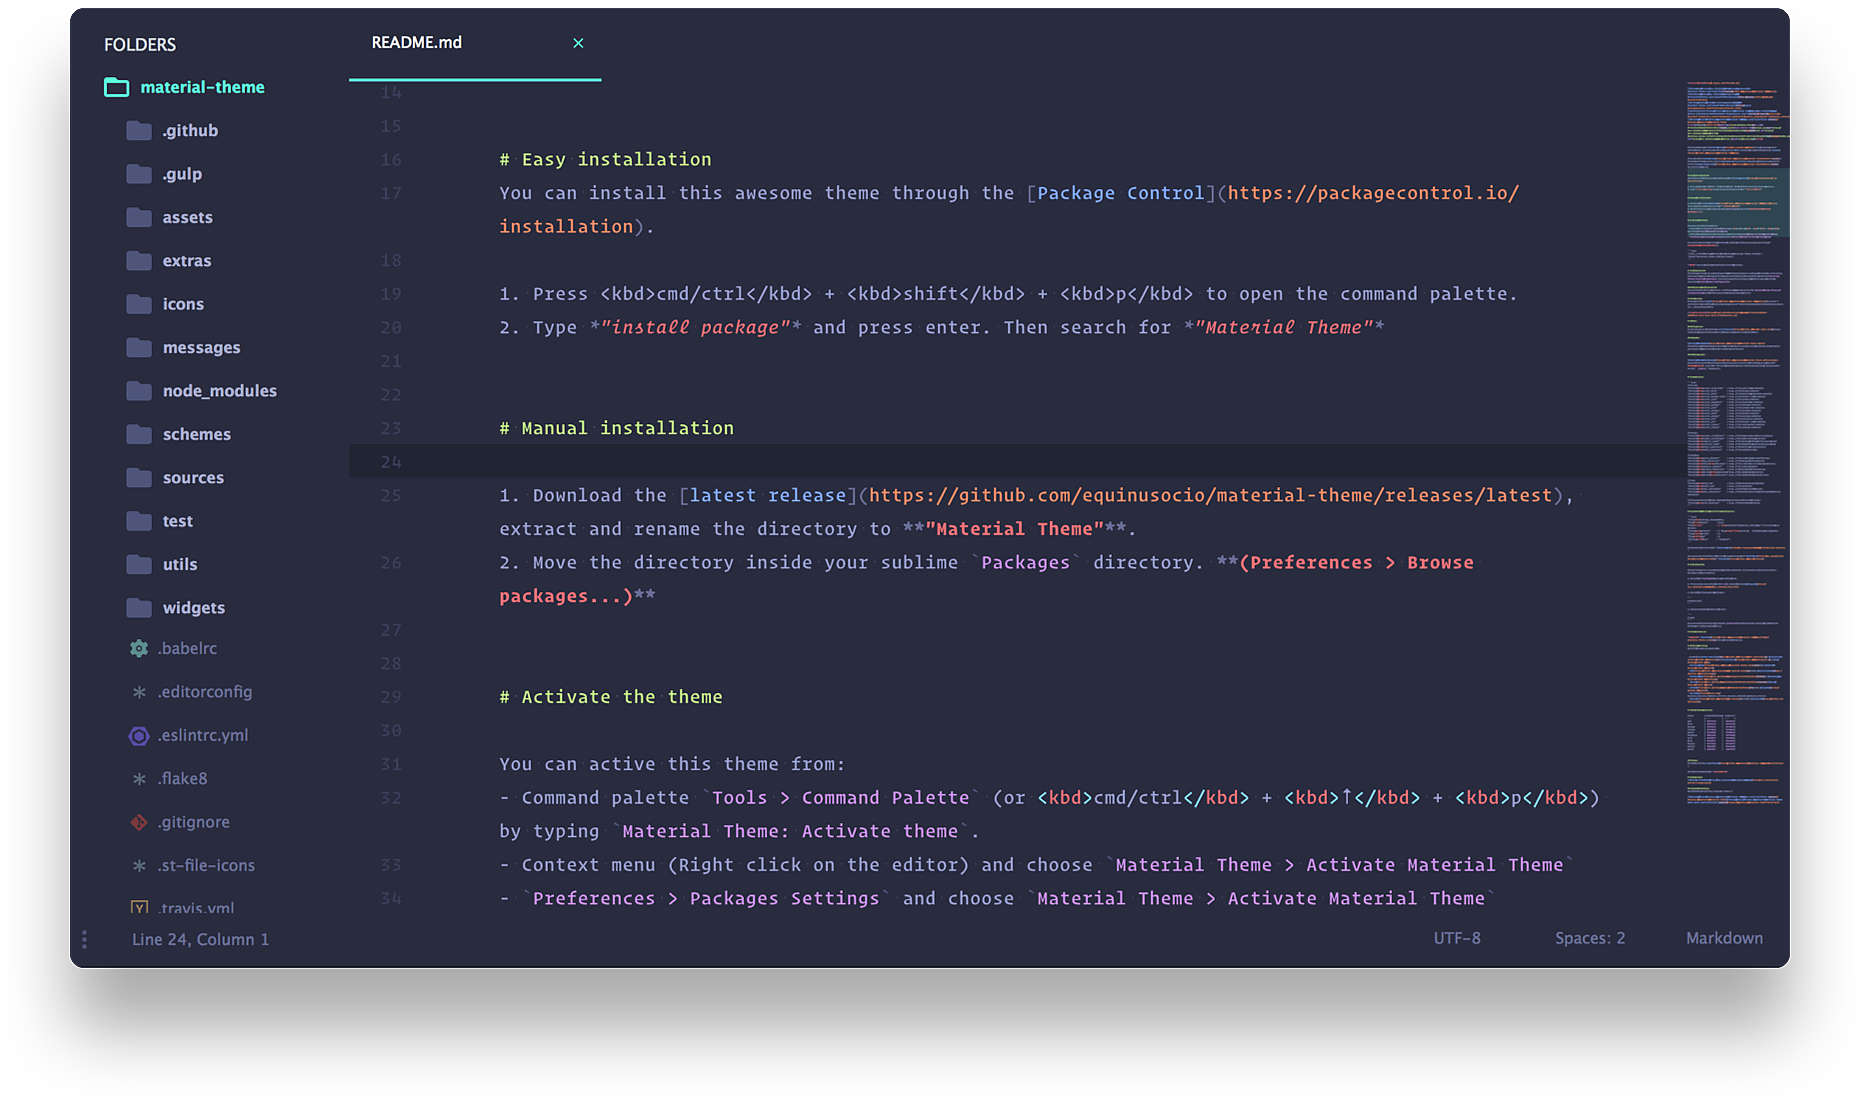 FOLDERS
material-theme
.github
.gulp
assets
extras
icons
messages
node_modules
schemes
sources
test
utils
widgets
.babelrc
.editorconfig
.eslintrc.yml
.flake8
.gitignore
.st-file-icons
.travis.yml
README.md ×
14
15
16 # Easy installation
17 You can install this awesome theme through the [Package Control](https://packagecontrol.io/
installation).
18
19 1. Press <kbd>cmd/ctrl</kbd> + <kbd>shift</kbd> + <kbd>p</kbd> to open the command palette.
20 2. Type *"install package"* and press enter. Then search for *"Material Theme"*
21
22
23 # Manual installation
24
25 1. Download the [latest release](https://github.com/equinusocio/material-theme/releases/latest),
extract and rename the directory to **"Material Theme"**.
26 2. Move the directory inside your sublime `Packages` directory. **(Preferences > Browse
packages...)**
27
28
29 # Activate the theme
30
31 You can active this theme from:
32 - Command palette `Tools > Command Palette` (or <kbd>cmd/ctrl</kbd> + <kbd>↑</kbd> + <kbd>p</kbd>)
by typing `Material Theme: Activate theme`.
33 - Context menu (Right click on the editor) and choose `Material Theme > Activate Material Theme`
34 - `Preferences > Packages Settings` and choose `Material Theme > Activate Material Theme`
Line 24, Column 1
UTF-8
Spaces: 2
Markdown